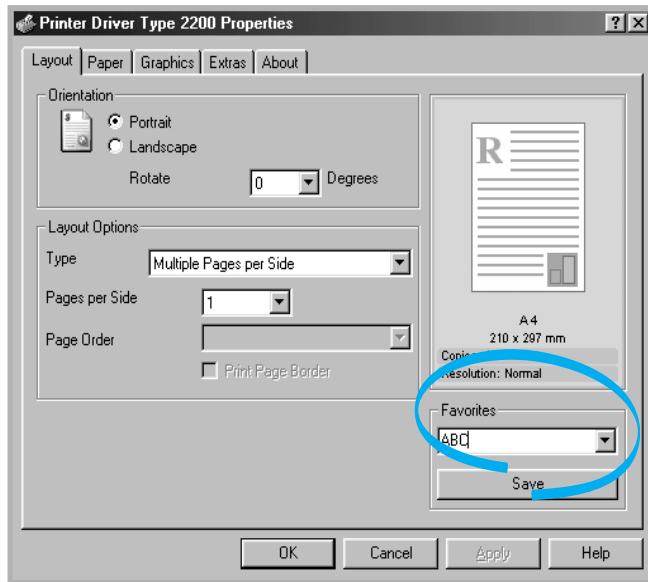 Printer Driver Type 2200 Properties
Layout Paper Graphics Extras About
Orientation
$
Portrait
Landscape
Rotate 0 Degrees
Layout Options
Type Multiple Pages per Side
Pages per Side 1
Page Order
Print Page Border
R
A4
210 x 297 mm
Resolution: Normal
Favorites
ABC
Save
OK Cancel Apply Help